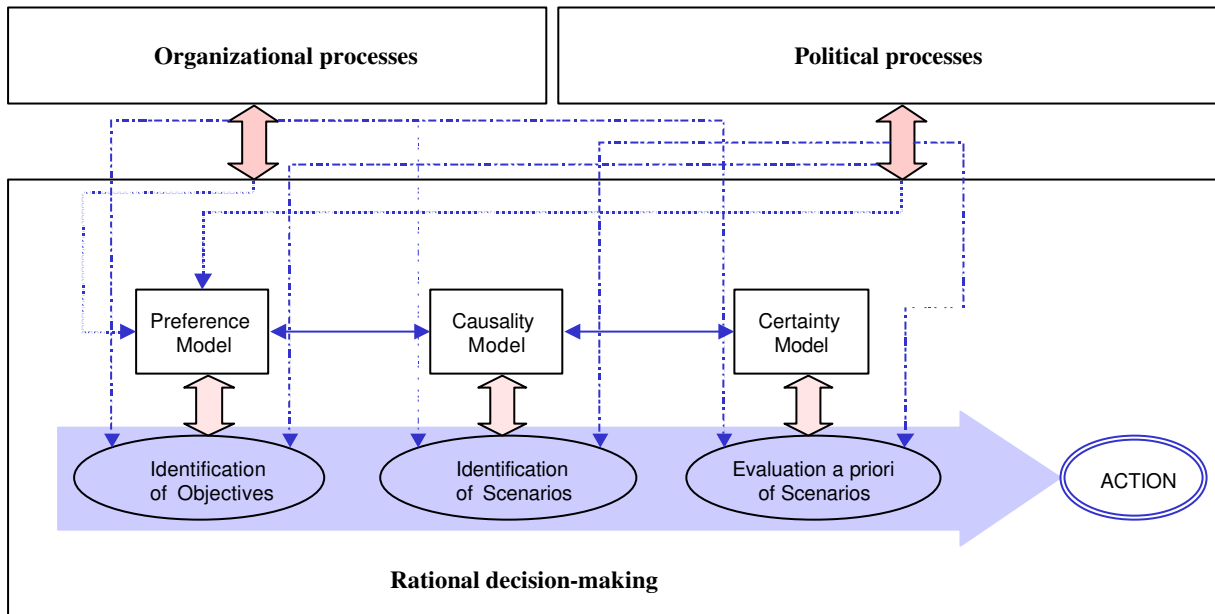 Organizational processes
Political processes
Preference
Model
Causality
Model
Certainty
Model
Identification
of Objectives
Identification
of Scenarios
Evaluation a priori
of Scenarios
ACTION
Rational decision-making